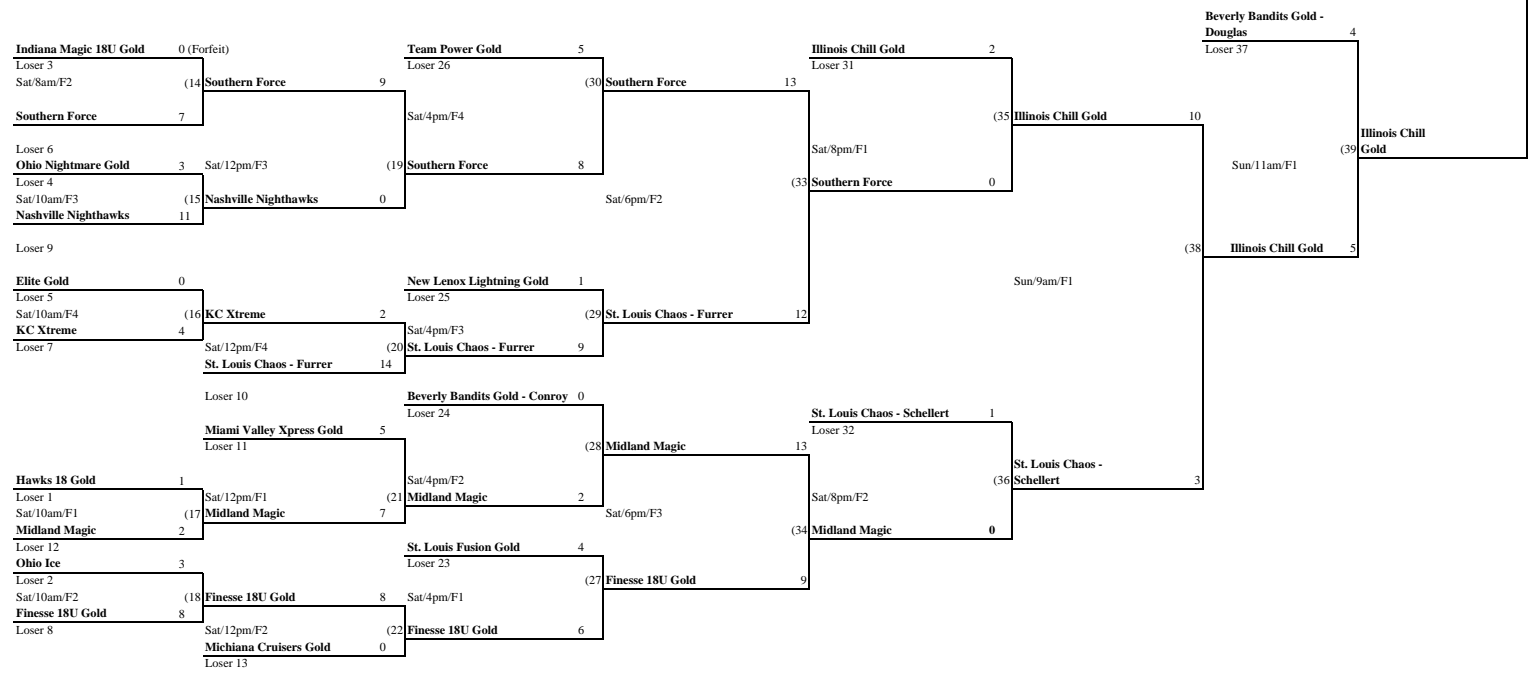 Beverly Bandits Gold -
Douglas 4
Loser 37
Indiana Magic 18U Gold 0 (Forfeit)
Team Power Gold 5
Illinois Chill Gold 2
Loser 3
Loser 26
Loser 31
Sat/8am/F2
(14 Southern Force 9
(30 Southern Force 13
Southern Force 7
Sat/4pm/F4
(35 Illinois Chill Gold 10
Illinois Chill
(39 Gold
Loser 6
Sat/8pm/F1
Ohio Nightmare Gold 3
Sat/12pm/F3
(19 Southern Force 8
Sun/11am/F1
Loser 4
(33 Southern Force 0
Sat/10am/F3
(15 Nashville Nighthawks 0
Sat/6pm/F2
Nashville Nighthawks 11
Loser 9
(38 Illinois Chill Gold 5
Elite Gold 0
New Lenox Lightning Gold 1
Sun/9am/F1
Loser 5
Loser 25
Sat/10am/F4
(16 KC Xtreme 2
(29 St. Louis Chaos - Furrer 12
KC Xtreme 4
Sat/4pm/F3
Loser 7
Sat/12pm/F4
(20 St. Louis Chaos - Furrer 9
St. Louis Chaos - Furrer 14
Loser 10
Beverly Bandits Gold - Conroy 0
Loser 24
St. Louis Chaos - Schellert 1
Miami Valley Xpress Gold 5
Loser 32
Loser 11
(28 Midland Magic 13
St. Louis Chaos -
(36 Schellert 3
Hawks 18 Gold 1
Sat/4pm/F2
Loser 1
Sat/12pm/F1
(21 Midland Magic 2
Sat/8pm/F2
Sat/10am/F1
(17 Midland Magic 7
Sat/6pm/F3
Midland Magic 2
(34 Midland Magic 0
Loser 12
St. Louis Fusion Gold 4
Ohio Ice 3
Loser 23
Loser 2
(27 Finesse 18U Gold 9
Sat/10am/F2
(18 Finesse 18U Gold 8
Sat/4pm/F1
Finesse 18U Gold 8
Loser 8
Sat/12pm/F2
(22 Finesse 18U Gold 6
Michiana Cruisers Gold 0
Loser 13